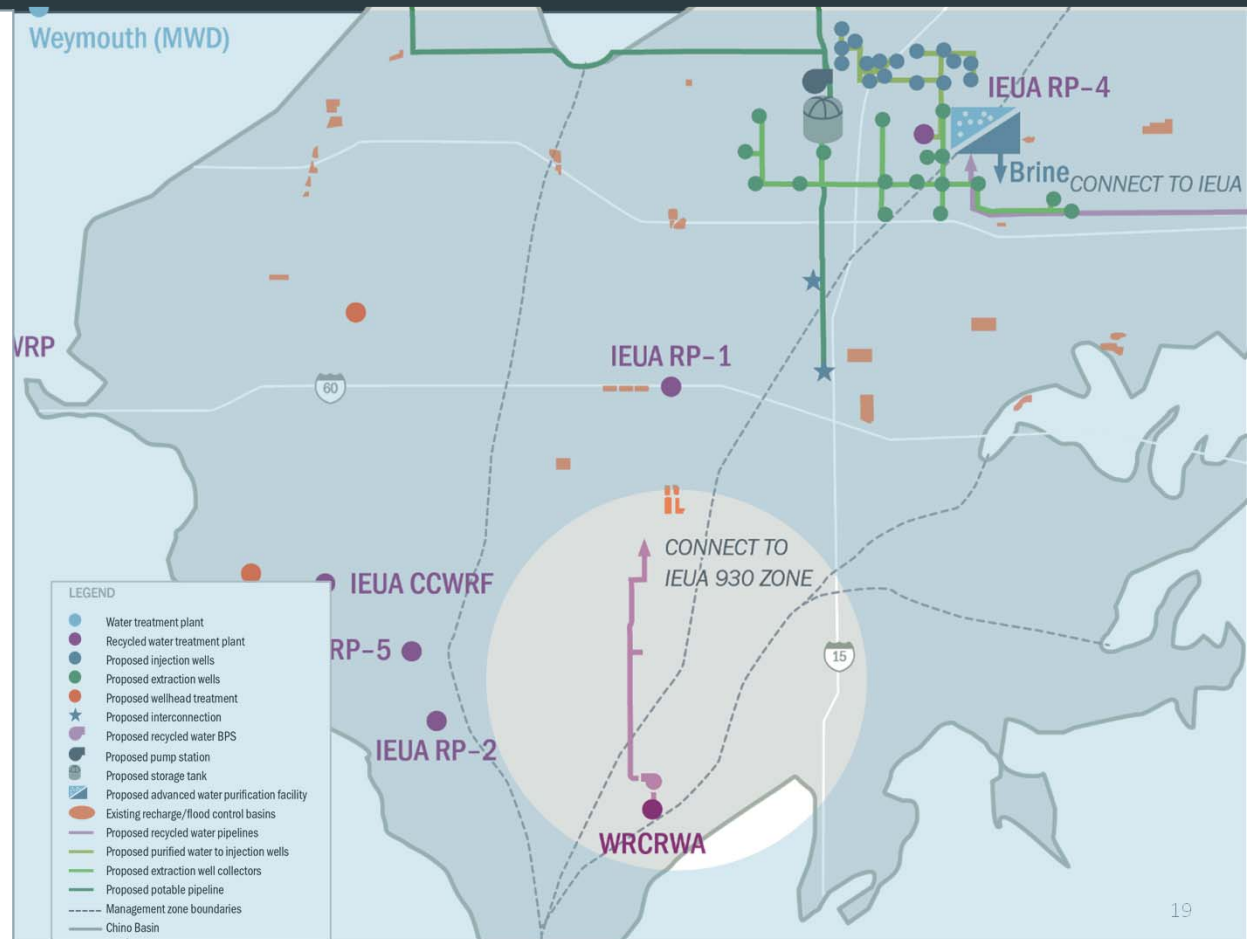 Weymouth (MWD)
IEUA RP-4
Brine
CONNECT TO IEUA
VRP
IEUA RP-1
60
CONNECT TO
IEUA 930 ZONE
IEUA CCWRF
RP-5
15
IEUA RP-2
WRCRWA
LEGEND
Water treatment plant
Recycled water treatment plant
Proposed injection wells
Proposed extraction wells
Proposed wellhead treatment
Proposed interconnection
Proposed recycled water BPS
Proposed pump station
Proposed storage tank
Proposed advanced water purification facility
Existing recharge/flood control basins
Proposed recycled water pipelines
Proposed purified water to injection wells
Proposed extraction well collectors
Proposed potable pipeline
Management zone boundaries
Chino Basin
19